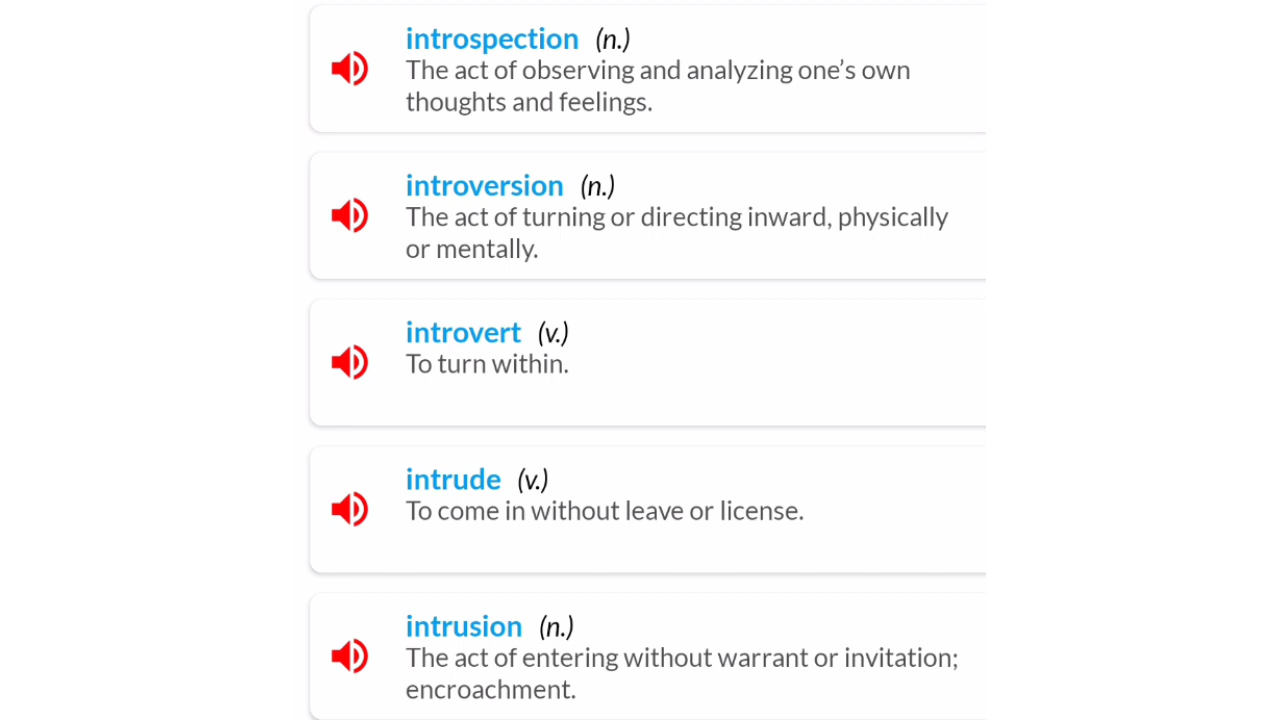 introspection (n.)
The act of observing and analyzing one’s own
thoughts and feelings.
introversion (n.)
The act of turning or directing inward, physically
or mentally.
introvert (v.)
To turn within.
intrude (v.)
To come in without leave or license.
intrusion (n.)
The act of entering without warrant or invitation;
encroachment.